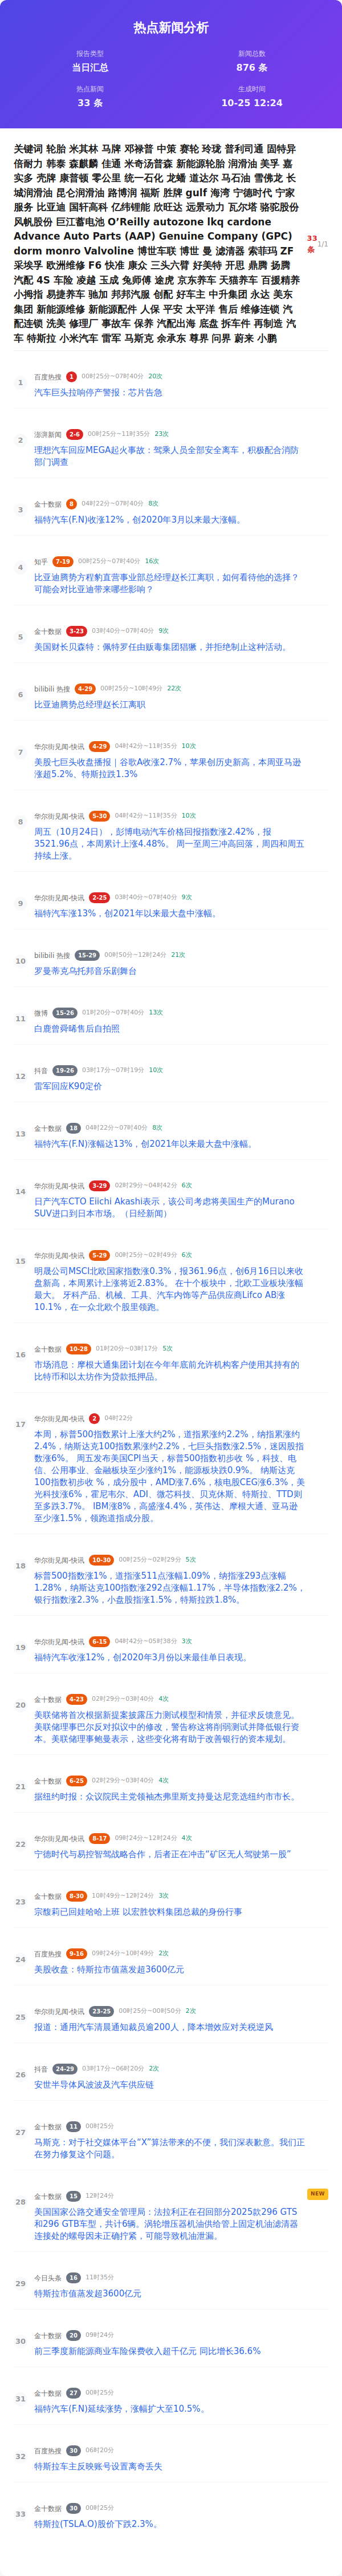 热点新闻分析
报告类型
新闻总数
当日汇总
876 条
热点新闻
生成时间
33 条
10-25 12:24
关键词 轮胎 米其林 马牌 邓禄普 中策 赛轮 玲珑 普利司通 固特异
倍耐力 韩泰 森麒麟 佳通 米奇汤普森 新能源轮胎 润滑油 美孚 嘉
实多 壳牌 康普顿 零公里 统一石化 龙蟠 道达尔 马石油 雪佛龙 长
城润滑油 昆仑润滑油 路博润 福斯 胜牌 gulf 海湾 宁德时代 宁家
服务 比亚迪 国轩高科 亿纬锂能 欣旺达 远景动力 瓦尔塔 骆驼股份
风帆股份 巨江蓄电池 O’Reilly autozone lkq cardone
Advance Auto Parts (AAP) Genuine Company (GPC)
dorm monro Valvoline 博世车联 博世 曼 滤清器 索菲玛 ZF
采埃孚 欧洲维修 F6 快准 康众 三头六臂 好美特 开思 鼎腾 扬腾
汽配 4S 车险 凌越 玉成 兔师傅 途虎 京东养车 天猫养车 百援精养
小拇指 易捷养车 驰加 邦邦汽服 创配 好车主 中升集团 永达 美东
集团 新能源维修 新能源配件 人保 平安 太平洋 售后 维修连锁 汽
配连锁 洗美 修理厂 事故车 保养 汽配出海 底盘 拆车件 再制造 汽
车 特斯拉 小米汽车 雷军 马斯克 余承东 尊界 问界 蔚来 小鹏
33
条
1/1
1
百度热搜 1 00时25分~07时40分 20次
汽车巨头拉响停产警报：芯片告急
2
澎湃新闻 2-6 00时25分~11时35分 23次
理想汽车回应MEGA起火事故：驾乘人员全部安全离车，积极配合消防
部门调查
3
金十数据 8 04时22分~07时40分 8次
福特汽车(F.N)收涨12%，创2020年3月以来最大涨幅。
4
知乎 7-19 00时25分~07时40分 16次
比亚迪腾势方程豹直营事业部总经理赵长江离职，如何看待他的选择？
可能会对比亚迪带来哪些影响？
5
金十数据 3-23 03时40分~07时40分 9次
美国财长贝森特：佩特罗任由贩毒集团猖獗，并拒绝制止这种活动。
6
bilibili 热搜 4-29 00时25分~10时49分 22次
比亚迪腾势总经理赵长江离职
7
华尔街见闻-快讯 4-29 04时42分~11时35分 10次
美股七巨头收盘播报｜谷歌A收涨2.7%，苹果创历史新高，本周亚马逊
涨超5.2%、特斯拉跌1.3%
8
华尔街见闻-快讯 5-30 04时42分~11时35分 10次
周五（10月24日），彭博电动汽车价格回报指数涨2.42%，报
3521.96点，本周累计上涨4.48%。 周一至周三冲高回落，周四和周五
持续上涨。
9
华尔街见闻-快讯 2-25 03时40分~07时40分 9次
福特汽车涨13%，创2021年以来最大盘中涨幅。
10
bilibili 热搜 15-29 00时50分~12时24分 21次
罗曼蒂克乌托邦音乐剧舞台
11
微博 15-26 01时20分~07时40分 13次
白鹿曾舜晞售后自拍照
12
抖音 19-26 03时17分~07时19分 10次
雷军回应K90定价
13
金十数据 18 04时22分~07时40分 8次
福特汽车(F.N)涨幅达13%，创2021年以来最大盘中涨幅。
14
华尔街见闻-快讯 3-29 02时29分~04时42分 6次
日产汽车CTO Eiichi Akashi表示，该公司考虑将美国生产的Murano
SUV进口到日本市场。（日经新闻）
15
华尔街见闻-快讯 5-29 00时25分~02时49分 6次
明晟公司MSCI北欧国家指数涨0.3%，报361.96点，创6月16日以来收
盘新高，本周累计上涨将近2.83%。 在十个板块中，北欧工业板块涨幅
最大。 牙科产品、机械、工具、汽车内饰等产品供应商Lifco AB涨
10.1%，在一众北欧个股里领跑。
16
金十数据 10-28 01时20分~03时17分 5次
市场消息：摩根大通集团计划在今年年底前允许机构客户使用其持有的
比特币和以太坊作为贷款抵押品。
17
华尔街见闻-快讯 2 04时22分
本周，标普500指数累计上涨大约2%，道指累涨约2.2%，纳指累涨约
2.4%，纳斯达克100指数累涨约2.2%，七巨头指数涨2.5%，迷因股指
数涨6%。 周五发布美国CPI当天，标普500指数初步收 %，科技、电
信、公用事业、金融板块至少涨约1%，能源板块跌0.9%。 纳斯达克
100指数初步收 %，成分股中，AMD涨7.6%，核电股CEG涨6.3%，美
光科技涨6%，霍尼韦尔、ADI、微芯科技、贝克休斯、特斯拉、TTD则
至多跌3.7%。 IBM涨8%，高盛涨4.4%，英伟达、摩根大通、亚马逊
至少涨1.5%，领跑道指成分股。
18
华尔街见闻-快讯 10-30 00时25分~02时29分 5次
标普500指数涨1%，道指涨511点涨幅1.09%，纳指涨293点涨幅
1.28%，纳斯达克100指数涨292点涨幅1.17%，半导体指数涨2.2%，
银行指数涨2.3%，小盘股指涨1.5%，特斯拉跌1.8%。
19
华尔街见闻-快讯 6-15 04时42分~05时38分 3次
福特汽车收涨12%，创2020年3月份以来最佳单日表现。
20
金十数据 4-23 02时29分~03时40分 4次
美联储将首次根据新提案披露压力测试模型和情景，并征求反馈意见。
美联储理事巴尔反对拟议中的修改，警告称这将削弱测试并降低银行资
本。美联储理事鲍曼表示，这些变化将有助于改善银行的资本规划。
21
金十数据 6-25 02时29分~03时40分 4次
据纽约时报：众议院民主党领袖杰弗里斯支持曼达尼竞选纽约市市长。
22
华尔街见闻-快讯 8-17 09时24分~12时24分 4次
宁德时代与易控智驾战略合作，后者正在冲击“矿区无人驾驶第一股”
23
金十数据 8-30 10时49分~12时24分 3次
宗馥莉已回娃哈哈上班 以宏胜饮料集团总裁的身份行事
24
百度热搜 9-16 09时24分~10时49分 2次
美股收盘：特斯拉市值蒸发超3600亿元
25
华尔街见闻-快讯 23-25 00时25分~00时50分 2次
报道：通用汽车清晨通知裁员逾200人，降本增效应对关税逆风
26
抖音 24-29 03时17分~06时20分 2次
安世半导体风波波及汽车供应链
27
金十数据 11 00时25分
马斯克：对于社交媒体平台“X”算法带来的不便，我们深表歉意。我们正
在努力修复这个问题。
28
金十数据 15 12时24分
NEW
美国国家公路交通安全管理局：法拉利正在召回部分2025款296 GTS
和296 GTB车型，共计6辆。涡轮增压器机油供给管上固定机油滤清器
连接处的螺母因未正确拧紧，可能导致机油泄漏。
29
今日头条 16 11时35分
特斯拉市值蒸发超3600亿元
30
金十数据 20 09时24分
前三季度新能源商业车险保费收入超千亿元 同比增长36.6%
31
金十数据 27 00时25分
福特汽车(F.N)延续涨势，涨幅扩大至10.5%。
32
百度热搜 30 06时20分
特斯拉车主反映账号设置离奇丢失
33
金十数据 30 00时25分
特斯拉(TSLA.O)股价下跌2.3%。